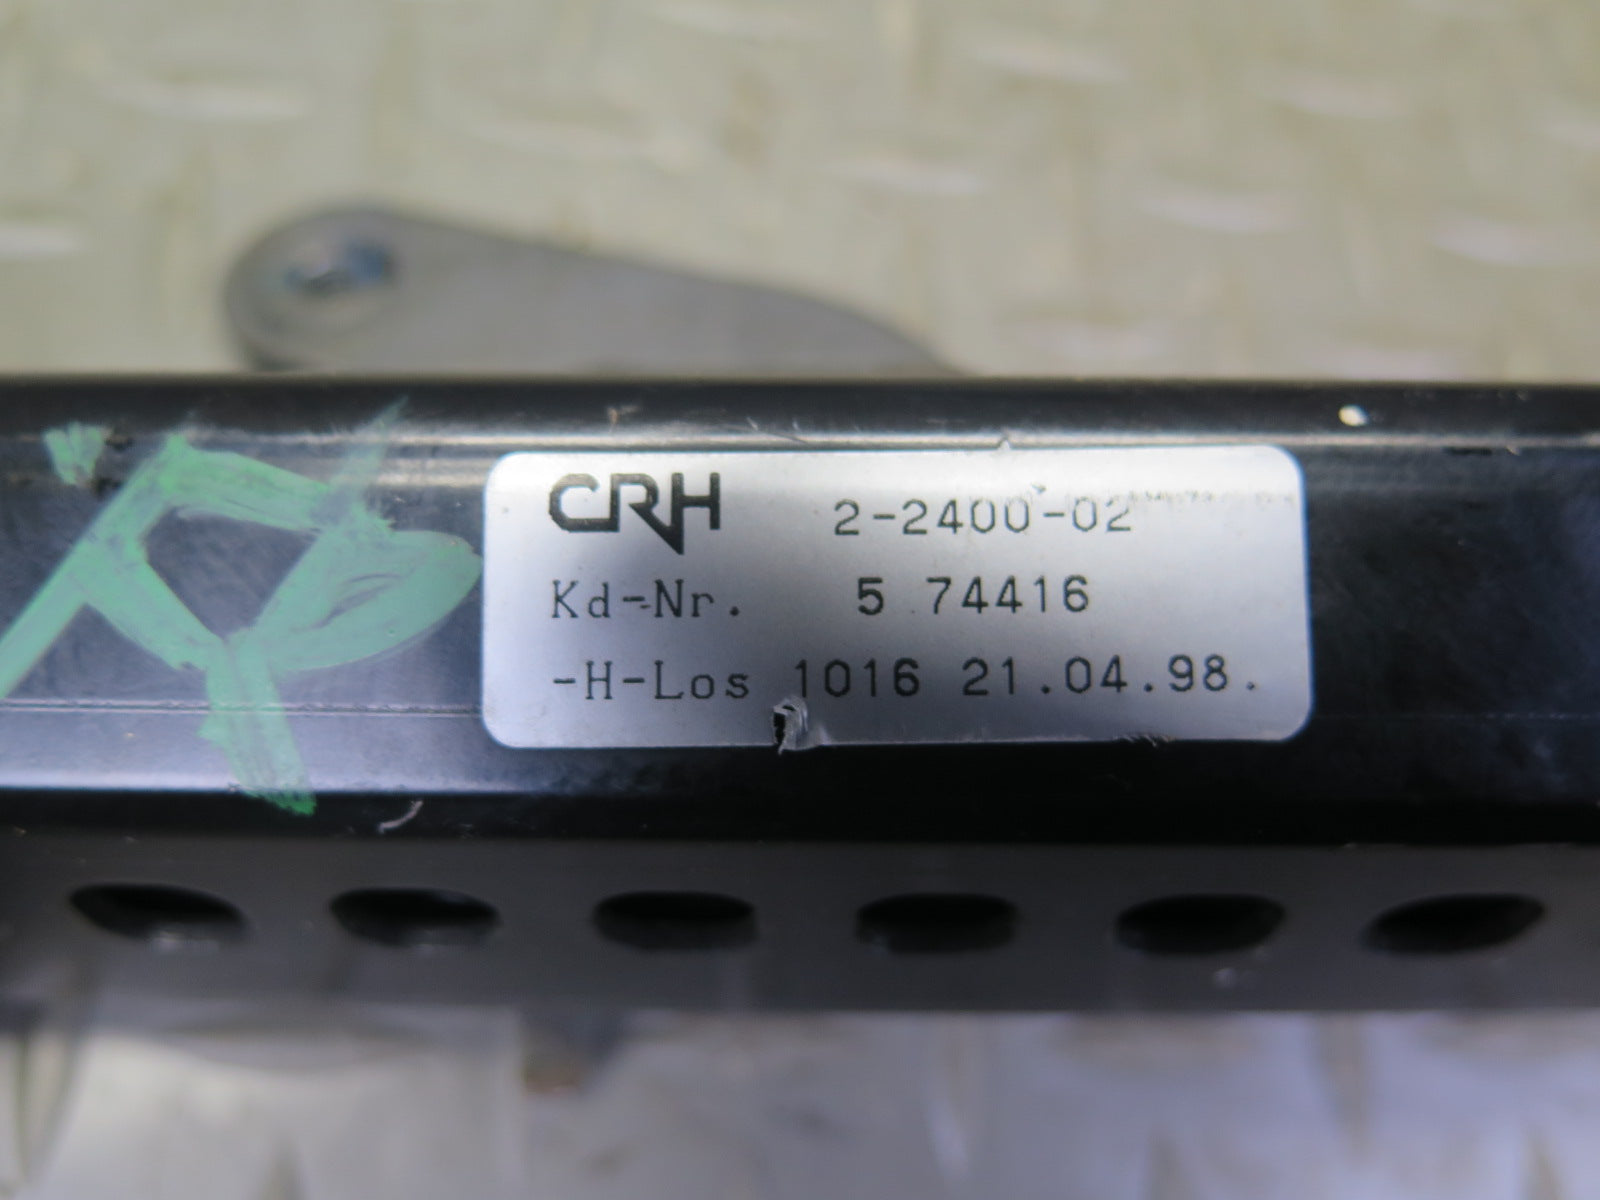 CRH 2-2400-02
Kd-Nr. 5 74416
-H-Los 1016 21.04.98.